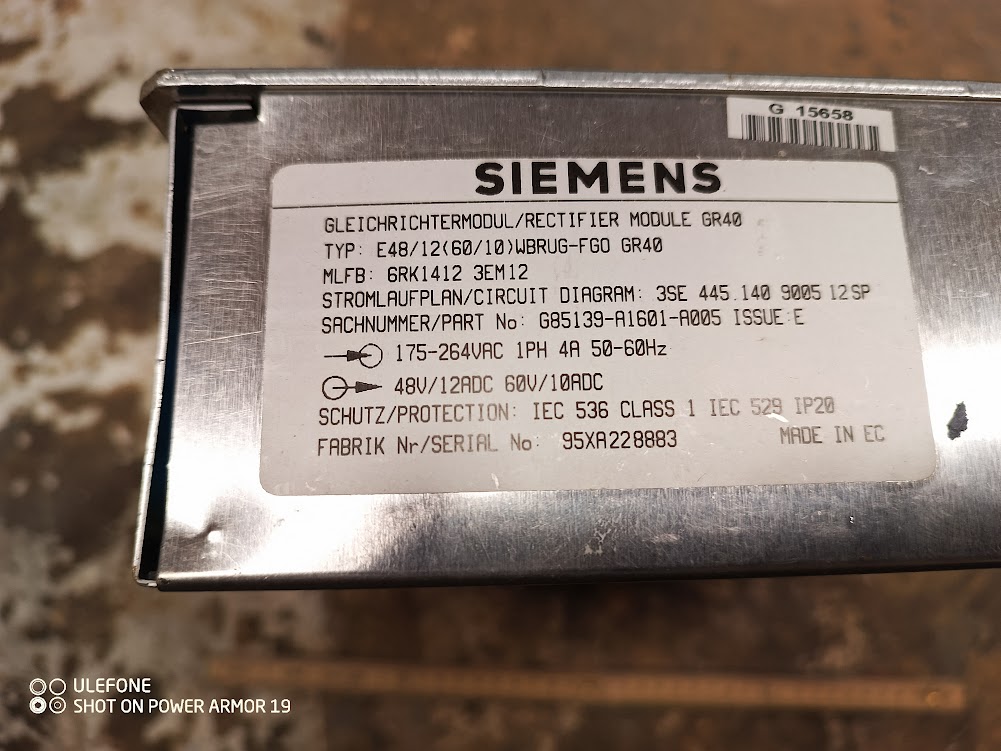 G 15658
SIEMENS
GLEICHRICHTERMODUL/RECTIFIER MODULE GR40
TYP: E48/12(60/10)WBRUG-FGO GR40
MLFB: 6RK1412 3EM12
STROMLAUFPLAN/CIRCUIT DIAGRAM: 3SE 445.140 9005 12SP
SACHNUMMER/PART No: G85139-A1601-A005 ISSUE:E
175-264VAC 1PH 4A 50-60Hz
48V/12ADC 60V/10ADC
SCHUTZ/PROTECTION: IEC 536 CLASS 1 IEC 529 IP20
FABRIK Nr/SERIAL No: 95XA228883 MADE IN EC
ULEFONE
SHOT ON POWER ARMOR 19